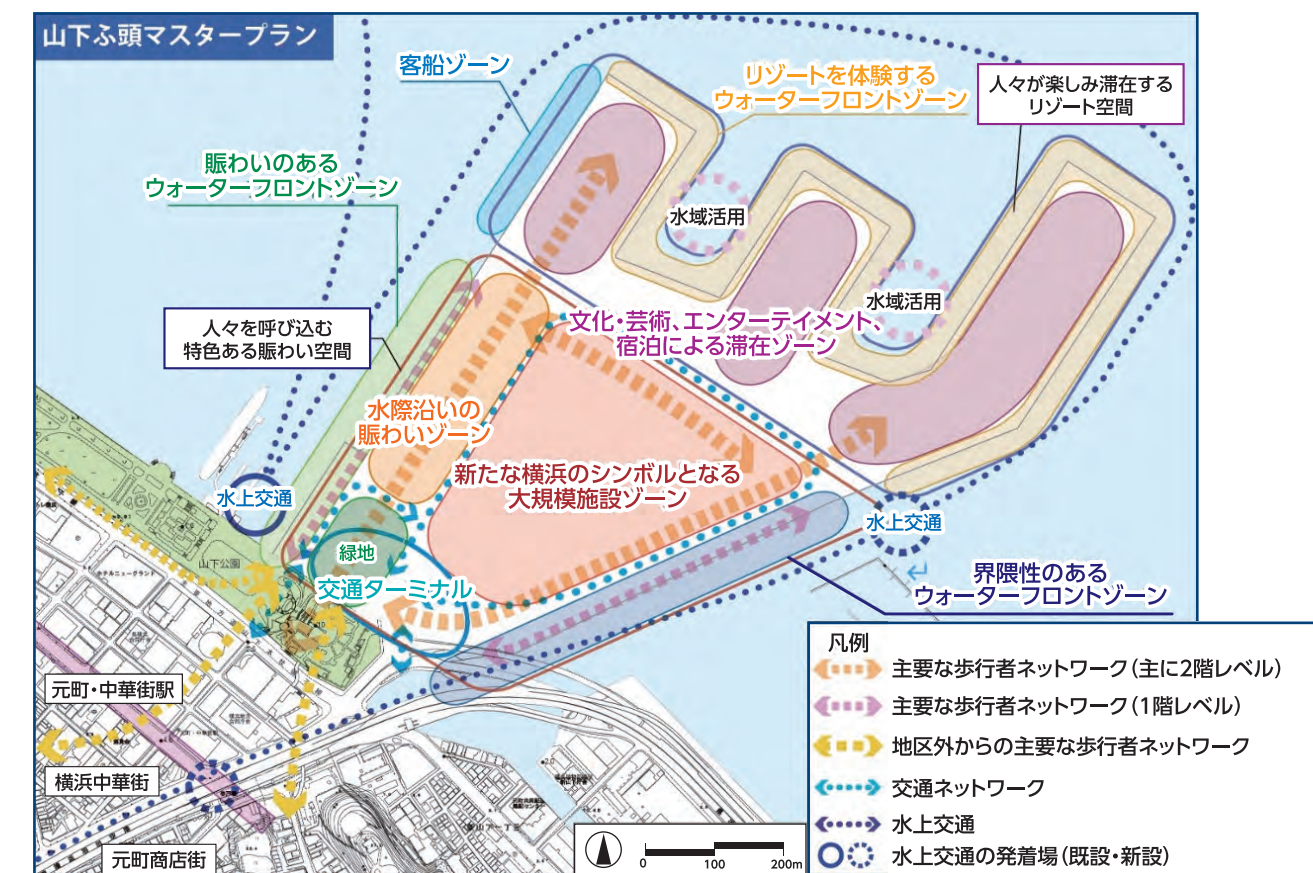 山下ふ頭マスタープラン
客船ゾーン
リゾートを体験する
ウォーターフロントゾーン
人々が楽しみ滞在する
リゾート空間
賑わいのある
ウォーターフロントゾーン
水域活用
水域活用
人々を呼び込む
特色ある賑わい空間
文化・芸術、エンターテイメント、
宿泊による滞在ゾーン
水際沿いの
賑わいゾーン
新たな横浜のシンボルとなる
大規模施設ゾーン
水上交通
水上交通
緑地
山下公園
交通ターミナル
界隈性のある
ウォーターフロントゾーン
ホテルニューグランド
元町・中華街駅
横浜中華街
元町商店街
凡例
主要な歩行者ネットワーク（主に2階レベル）
主要な歩行者ネットワーク（1階レベル）
地区外からの主要な歩行者ネットワーク
交通ネットワーク
水上交通
水上交通の発着場（既設・新設）
0 100 200m